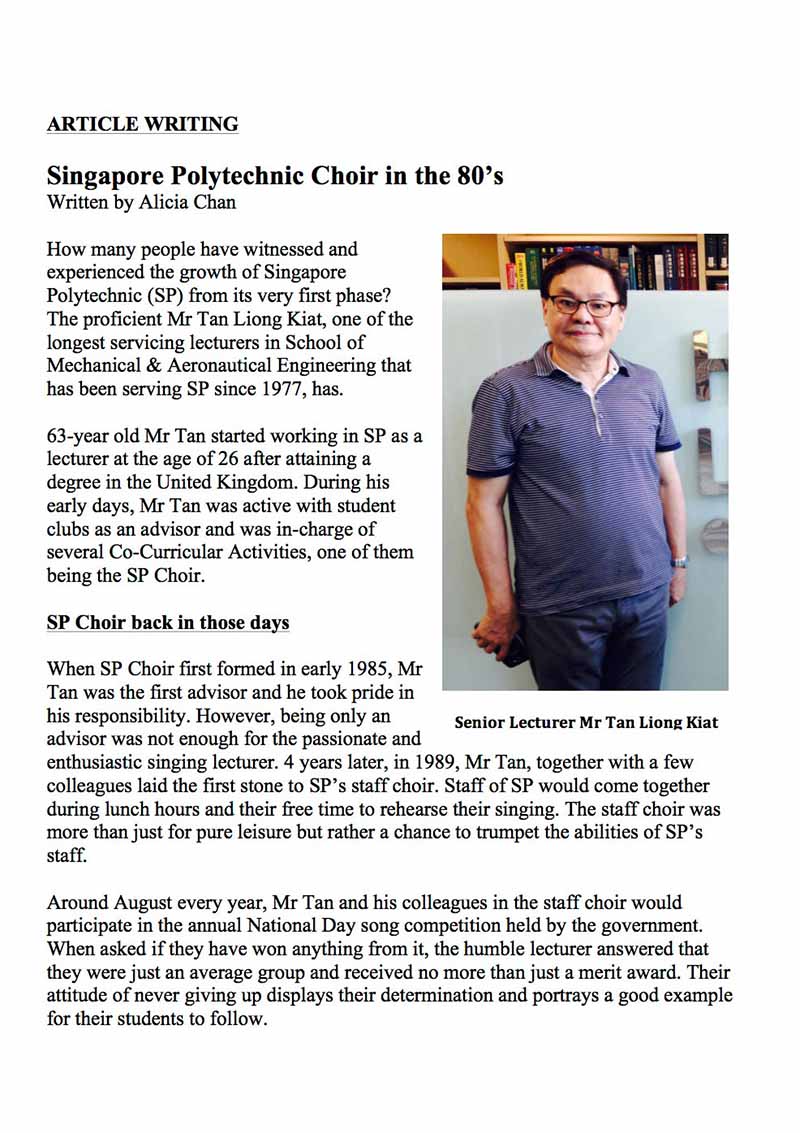 ARTICLE WRITING
Singapore Polytechnic Choir in the 80’s
Written by Alicia Chan
How many people have witnessed and
experienced the growth of Singapore
Polytechnic (SP) from its very first phase?
The proficient Mr Tan Liong Kiat, one of the
longest servicing lecturers in School of
Mechanical & Aeronautical Engineering that
has been serving SP since 1977, has.
63-year old Mr Tan started working in SP as a
lecturer at the age of 26 after attaining a
degree in the United Kingdom. During his
early days, Mr Tan was active with student
clubs as an advisor and was in-charge of
several Co-Curricular Activities, one of them
being the SP Choir.
SP Choir back in those days
When SP Choir first formed in early 1985, Mr
Tan was the first advisor and he took pride in
his responsibility. However, being only an
advisor was not enough for the passionate and
enthusiastic singing lecturer. 4 years later, in 1989, Mr Tan, together with a few
colleagues laid the first stone to SP’s staff choir. Staff of SP would come together
during lunch hours and their free time to rehearse their singing. The staff choir was
more than just for pure leisure but rather a chance to trumpet the abilities of SP’s
staff.
Senior Lecturer Mr Tan Liong Kiat
Around August every year, Mr Tan and his colleagues in the staff choir would
participate in the annual National Day song competition held by the government.
When asked if they have won anything from it, the humble lecturer answered that
they were just an average group and received no more than just a merit award. Their
attitude of never giving up displays their determination and portrays a good example
for their students to follow.